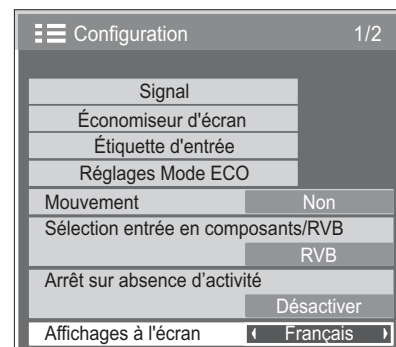 Configuration 1/2
Signal
Économiseur d'écran
Étiquette d'entrée
Réglages Mode ECO
Mouvement Non
Sélection entrée en composants/RVB
RVB
Arrêt sur absence d’activité
Désactiver
Affichages à l'écran Français